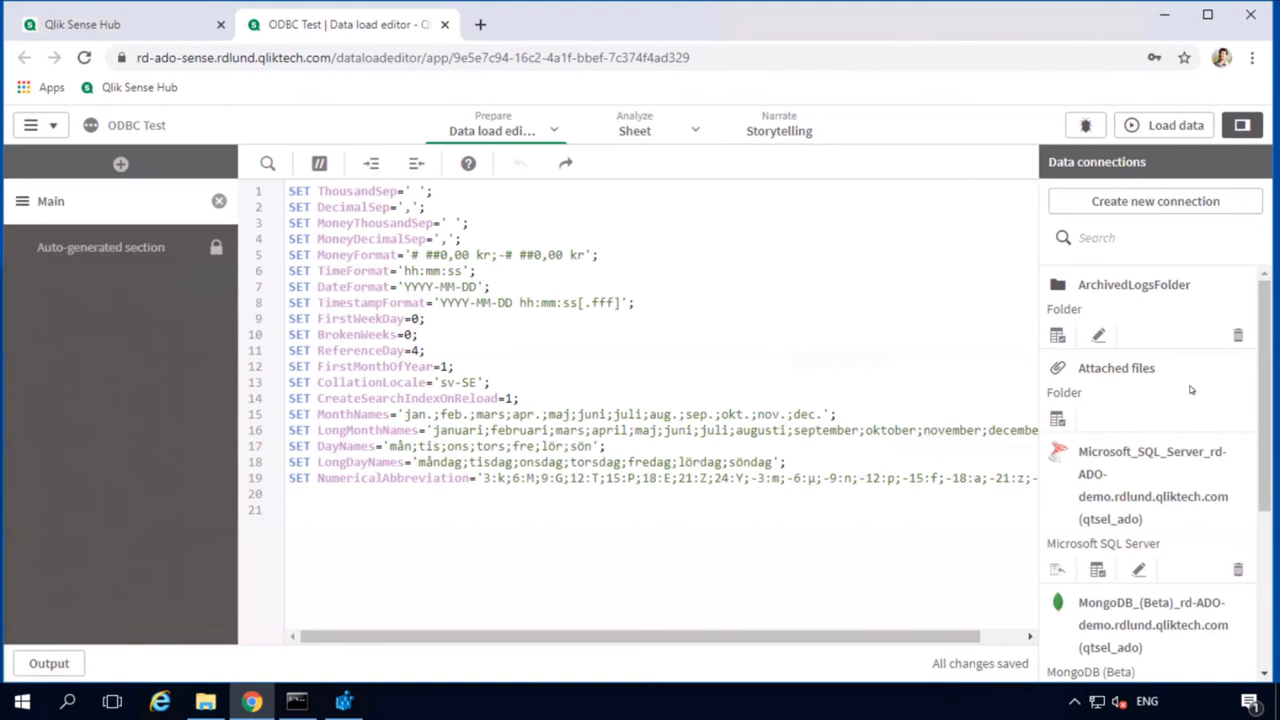 Qlik Sense Hub
ODBC Test | Data load editor - Q
rd-ado-sense.rdlund.qliktech.com/dataloadeditor/app/9e5e7c94-16c2-4a1f-bbef-7c374f4ad329
Apps
Qlik Sense Hub
ODBC Test
Prepare
Data load edi...
Analyze
Sheet
Narrate
Storytelling
Load data
Data connections
Main
Auto-generated section
1 SET ThousandSep=' ';
2 SET DecimalSep=',';
3 SET MoneyThousandSep=' ';
4 SET MoneyDecimalSep=',';
5 SET MoneyFormat='# ##0,00 kr;-# ##0,00 kr';
6 SET TimeFormat='hh:mm:ss';
7 SET DateFormat='YYYY-MM-DD';
8 SET TimestampFormat='YYYY-MM-DD hh:mm:ss[.fff]';
9 SET FirstWeekDay=0;
10 SET BrokenWeeks=0;
11 SET ReferenceDay=4;
12 SET FirstMonthOfYear=1;
13 SET CollationLocale='sv-SE';
14 SET CreateSearchIndexOnReload=1;
15 SET MonthNames='jan.;feb.;mars;apr.;maj;juni;juli;aug.;sep.;okt.;nov.;dec.';
16 SET LongMonthNames='januari;februari;mars;april;maj;juni;juli;augusti;september;oktober;november;decembe
17 SET DayNames='mån;tis;ons;tors;fre;lör;sön';
18 SET LongDayNames='måndag;tisdag;onsdag;torsdag;fredag;lördag;söndag';
19 SET NumericalAbbreviation='3:k;6:M;9:G;12:T;15:P;18:E;21:Z;24:Y;-3:m;-6:µ;-9:n;-12:p;-15:f;-18:a;-21:z;-
20
21
Create new connection
Search
ArchivedLogsFolder
Folder
Attached files
Folder
Microsoft_SQL_Server_rd-
ADO-
demo.rdlund.qliktech.com
(qtsel_ado)
Microsoft SQL Server
MongoDB_(Beta)_rd-ADO-
demo.rdlund.qliktech.com
(qtsel_ado)
MongoDB (Beta)
Output
All changes saved
ENG
1